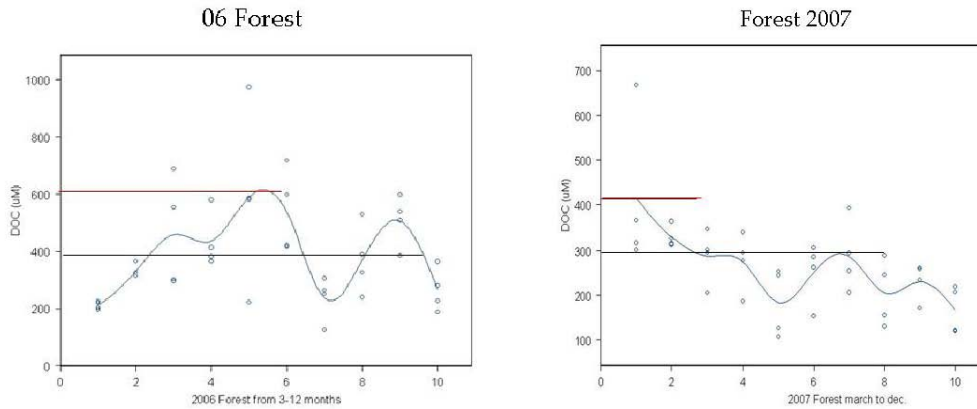 06 Forest
DOC (uM)
1000
800
600
400
200
0
0 2 4 6 8 10
2006 Forest from 3-12 months
Forest 2007
DOC (uM)
700
600
500
400
300
200
100
0 2 4 6 8 10
2007 Forest march to dec.